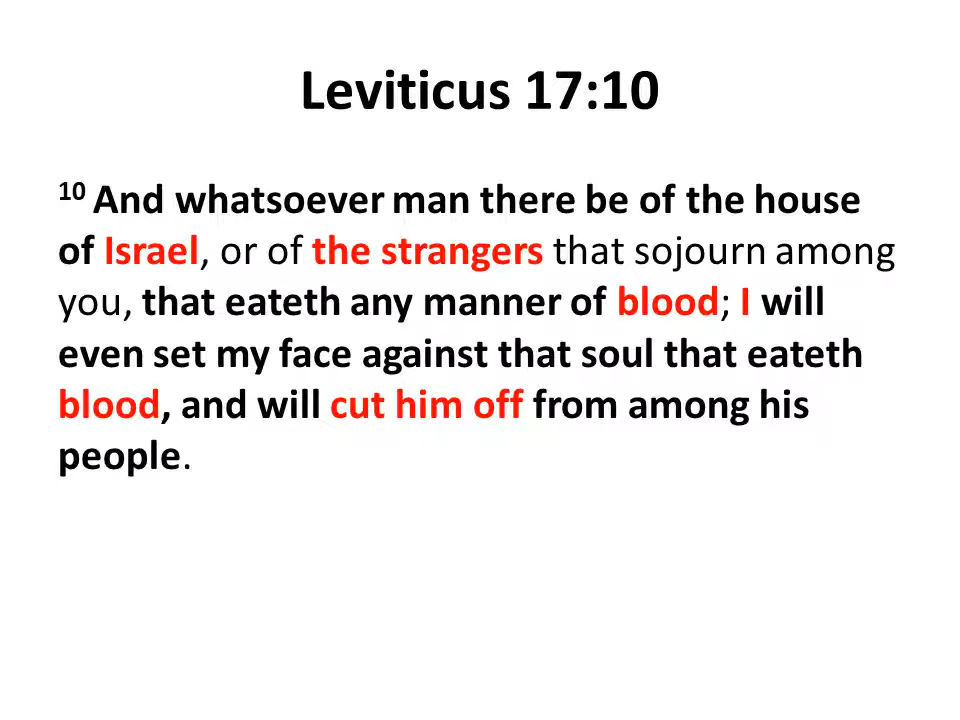 Leviticus 17:10
10 And whatsoever man there be of the house
of Israel, or of the strangers that sojourn among
you, that eateth any manner of blood; I will
even set my face against that soul that eateth
blood, and will cut him off from among his
people.